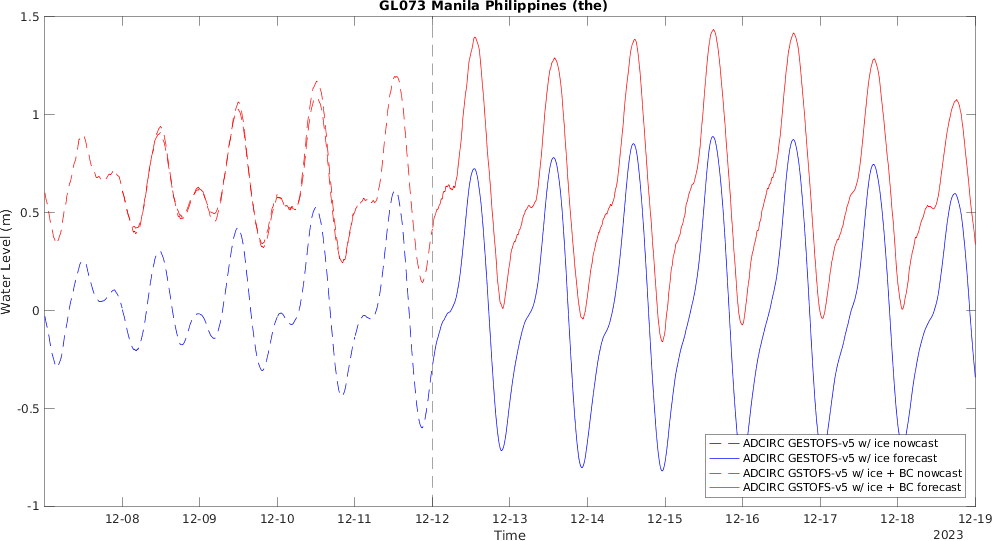 GL073 Manila Philippines (the)
1.5
1
0.5
0
-0.5
-1
Water Level (m)
12-08 12-09 12-10 12-11 12-12 12-13 12-14 12-15 12-16 12-17 12-18 12-19
Time
2023
ADCIRC GESTOFS-v5 w/ ice nowcast
ADCIRC GESTOFS-v5 w/ ice forecast
ADCIRC GSTOFS-v5 w/ ice + BC nowcast
ADCIRC GSTOFS-v5 w/ ice + BC forecast